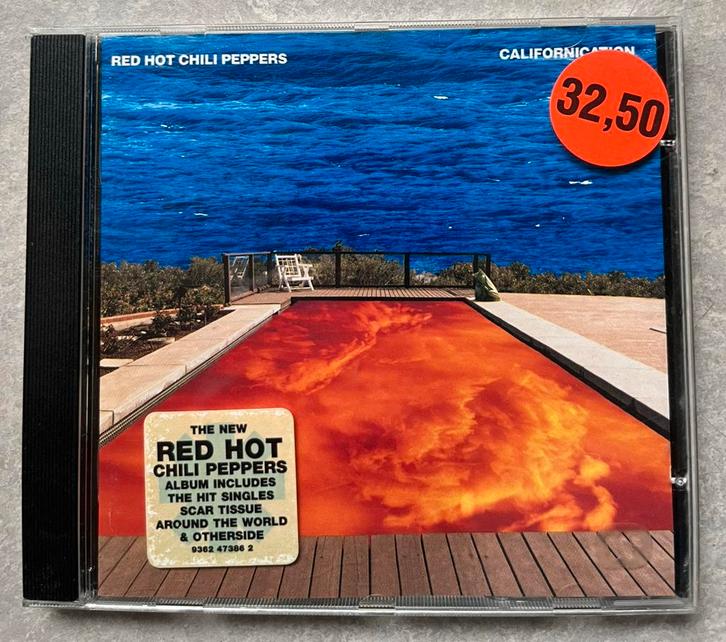 RED HOT CHILI PEPPERS
CALIFORNICATION
32,50
THE NEW
RED HOT
CHILI PEPPERS
ALBUM INCLUDES
THE HIT SINGLES
SCAR TISSUE
AROUND THE WORLD
& OTHERSIDE
9362 47386 2